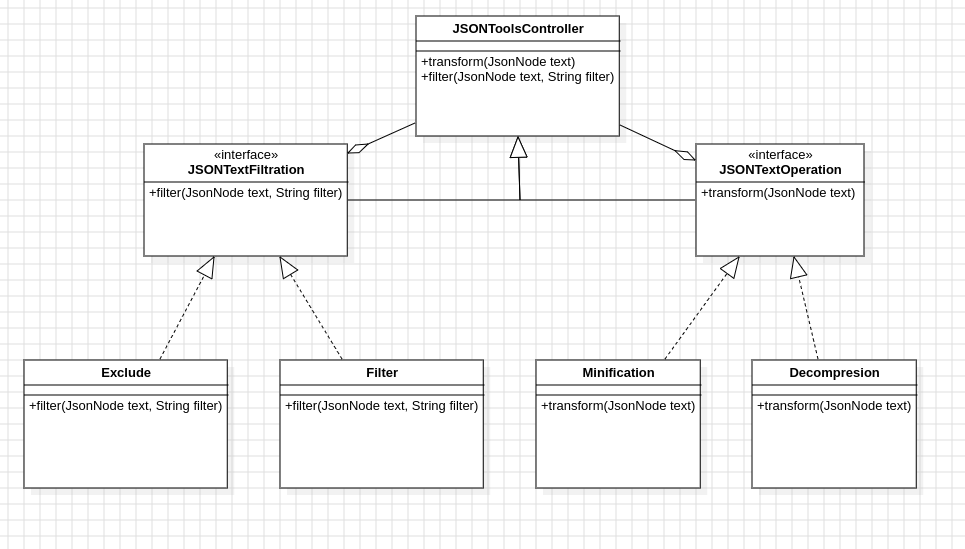 JSONToolsController
+transform(JsonNode text)
+filter(JsonNode text, String filter)
«interface»
JSONTextFiltration
+filter(JsonNode text, String filter)
«interface»
JSONTextOperation
+transform(JsonNode text)
Exclude
+filter(JsonNode text, String filter)
Filter
+filter(JsonNode text, String filter)
Minification
+transform(JsonNode text)
Decompresion
+transform(JsonNode text)